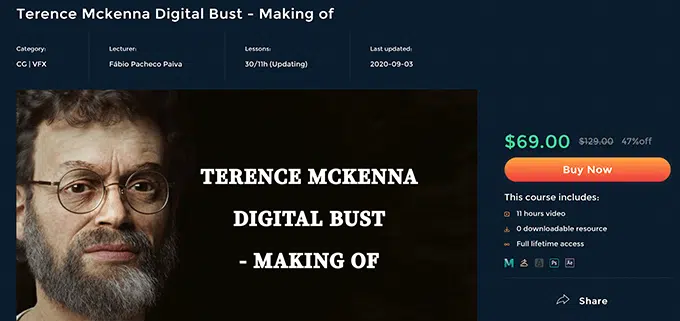 Terence Mckenna Digital Bust - Making of
Category: Lecturer: Lessons: Last updated:
CG | VFX Fábio Pacheco Paiva 30/11h (Updating) 2020-09-03
TERENCE MCKENNA
DIGITAL BUST
- MAKING OF
$69.00 $129.00 47%off
Buy Now
This course includes:
11 hours video
0 downloadable resource
Full lifetime access
M Ps Ae
Share